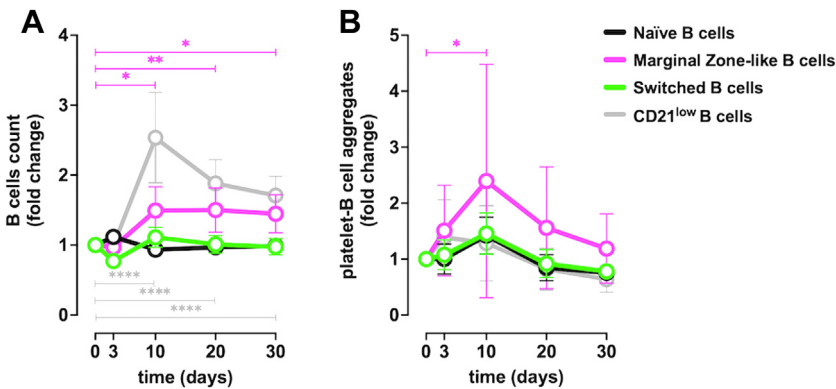 A
B cells count
(fold change)
4
3
2
1
0
*
**
*
****
****
****
0 3 10 20 30
time (days)
B
platelet-B cell aggregates
(fold change)
5
4
3
2
1
0
*
0 3 10 20 30
time (days)
Naïve B cells
Marginal Zone-like B cells
Switched B cells
CD21low B cells